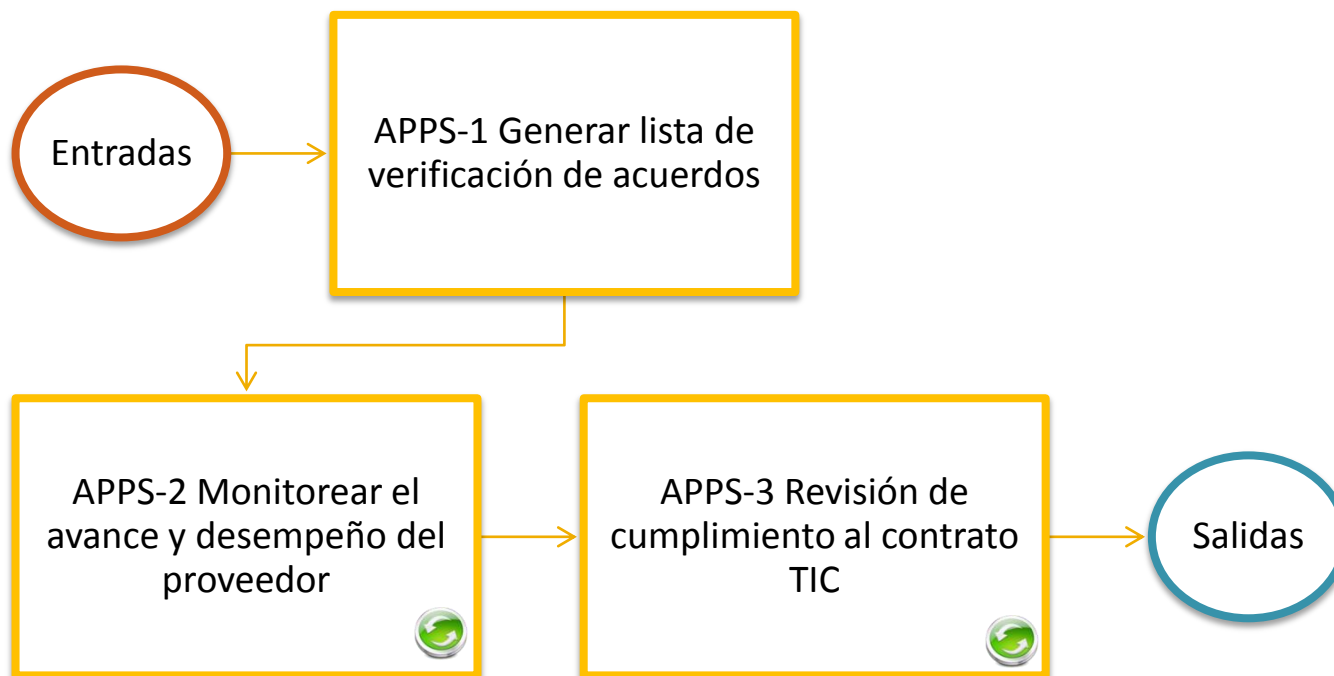 Entradas
APPS-1 Generar lista de
verificación de acuerdos
APPS-2 Monitorear el
avance y desempeño del
proveedor
APPS-3 Revisión de
cumplimiento al contrato
TIC
Salidas